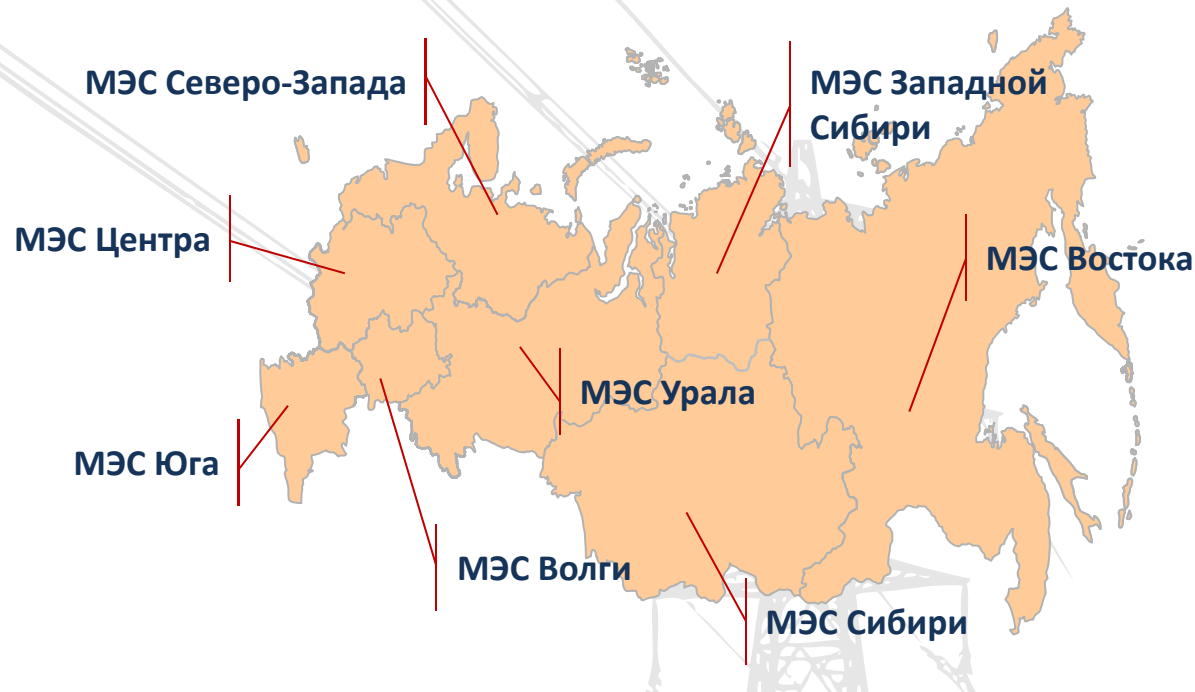 МЭС Северо-Запада
МЭС Западной
Сибири
МЭС Центра
МЭС Востока
МЭС Урала
МЭС Юга
МЭС Волги
МЭС Сибири